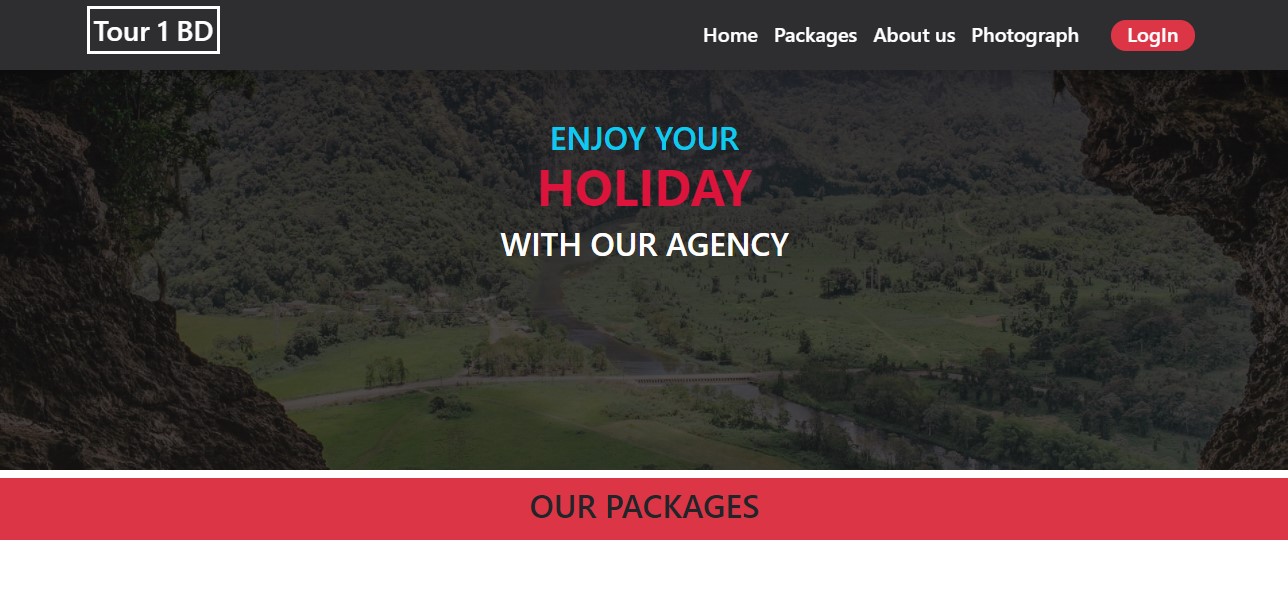 Tour 1 BD
Home Packages About us Photograph LogIn
ENJOY YOUR
HOLIDAY
WITH OUR AGENCY
OUR PACKAGES